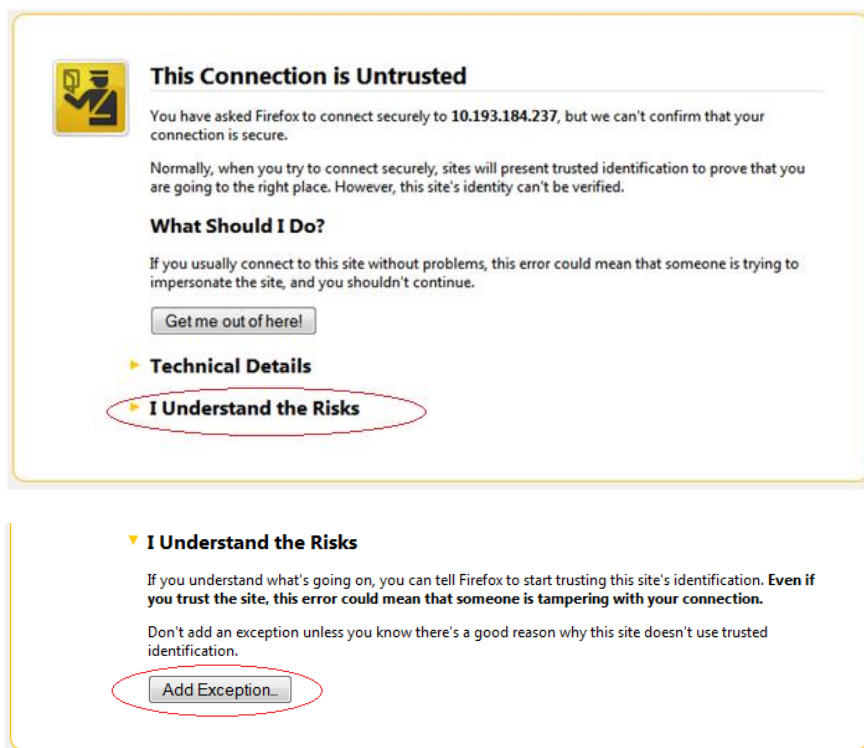 This Connection is Untrusted
You have asked Firefox to connect securely to 10.193.184.237, but we can't confirm that your
connection is secure.
Normally, when you try to connect securely, sites will present trusted identification to prove that you
are going to the right place. However, this site's identity can't be verified.
What Should I Do?
If you usually connect to this site without problems, this error could mean that someone is trying to
impersonate the site, and you shouldn't continue.
Get me out of here!
Technical Details
I Understand the Risks
I Understand the Risks
If you understand what's going on, you can tell Firefox to start trusting this site's identification. Even if
you trust the site, this error could mean that someone is tampering with your connection.
Don't add an exception unless you know there's a good reason why this site doesn't use trusted
identification.
Add Exception...